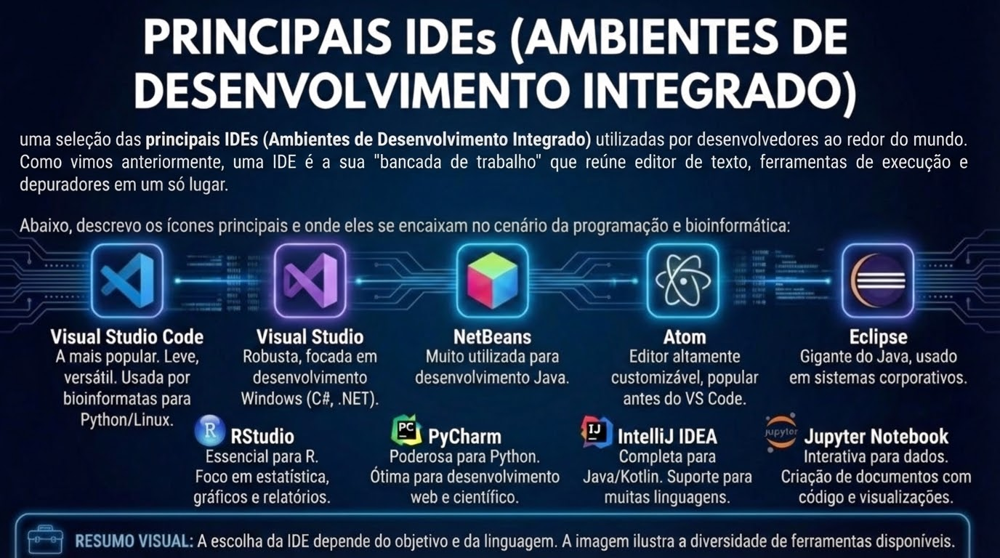 PRINCIPAIS IDEs (AMBIENTES DE
DESENVOLVIMENTO INTEGRADO)
uma seleção das principais IDEs (Ambientes de Desenvolvimento Integrado) utilizadas por desenvolvedores ao redor do mundo.
Como vimos anteriormente, uma IDE é a sua "bancada de trabalho" que reúne editor de texto, ferramentas de execução e
depuradores em um só lugar.
Abaixo, descrevo os ícones principais e onde eles se encaixam no cenário da programação e bioinformática:
Visual Studio Code
A mais popular. Leve,
versátil. Usada por
bioinformatas para
Python/Linux.
Visual Studio
Robusta, focada em
desenvolvimento
Windows (C#, .NET).
NetBeans
Muito utilizada para
desenvolvimento Java.
Atom
Editor altamente
customizável, popular
antes do VS Code.
Eclipse
Gigante do Java, usado
em sistemas corporativos.
R
RStudio
Essencial para R.
Foco em estatística,
gráficos e relatórios.
PC
PyCharm
Poderosa para Python.
Ótima para desenvolvimento
web e científico.
IJ
IntelliJ IDEA
Completa para
Java/Kotlin. Suporte para
muitas linguagens.
jupyter
Jupyter Notebook
Interativa para dados.
Criação de documentos com
código e visualizações.
RESUMO VISUAL: A escolha da IDE depende do objetivo e da linguagem. A imagem ilustra a diversidade de ferramentas disponíveis.